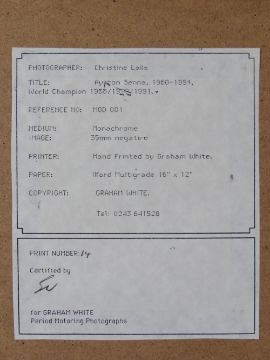 PHOTOGRAPHER: Christine Lalla
TITLE: Ayrton Senna, 1960-1994,
World Champion 1988/1990/1991.
REFERENCE NO: MOD 001
MEDIUM: Monochrome
IMAGE: 35mm negative
PRINTER: Hand Printed by Graham White.
PAPER: Ilford Multigrade 16" x 12"
COPYRIGHT: GRAHAM WHITE.
Tel: 0243 641528
PRINT NUMBER:
Certified by
for GRAHAM WHITE
Period Motoring Photographs